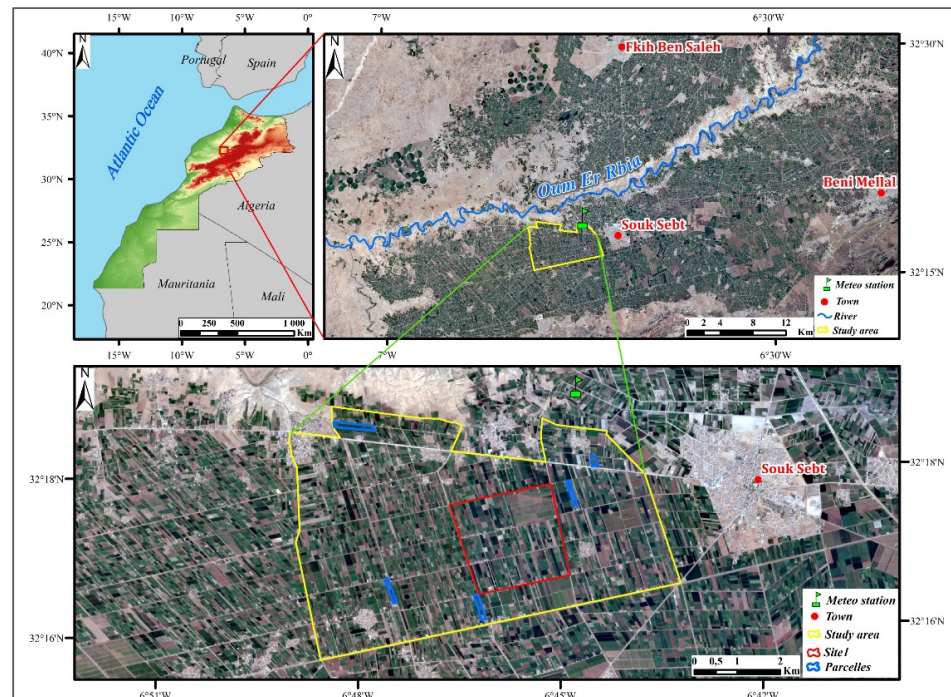 15°W 10°W 5°W 0° 7°W 6°30'W
N
40°N
35°N
30°N
25°N
20°N
Portugal
Spain
Atlantic Ocean
Algeria
Mauritania
Mali
0 250 500 1 000
Km
15°W 10°W 5°W 0°
N
Fkih Ben Saleh
Oum Er Rbia
Beni Mellal
Souk Sebt
32°30'N
32°15'N
Meteo station
Town
River
Study area
0 2 4 8 12
Km
7°W 6°30'W
N
32°18'N
32°16'N
Souk Sebt
32°18'N
32°16'N
Meteo station
Town
Study area
Site1
Parcelles
0 0,5 1 2
Km
6°51'W 6°48'W 6°45'W 6°42'W